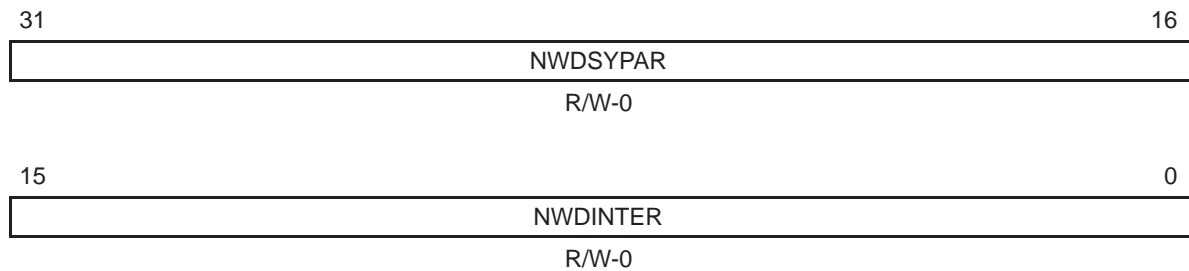 31 16
NWDSYPAR
R/W-0
15 0
NWDINTER
R/W-0